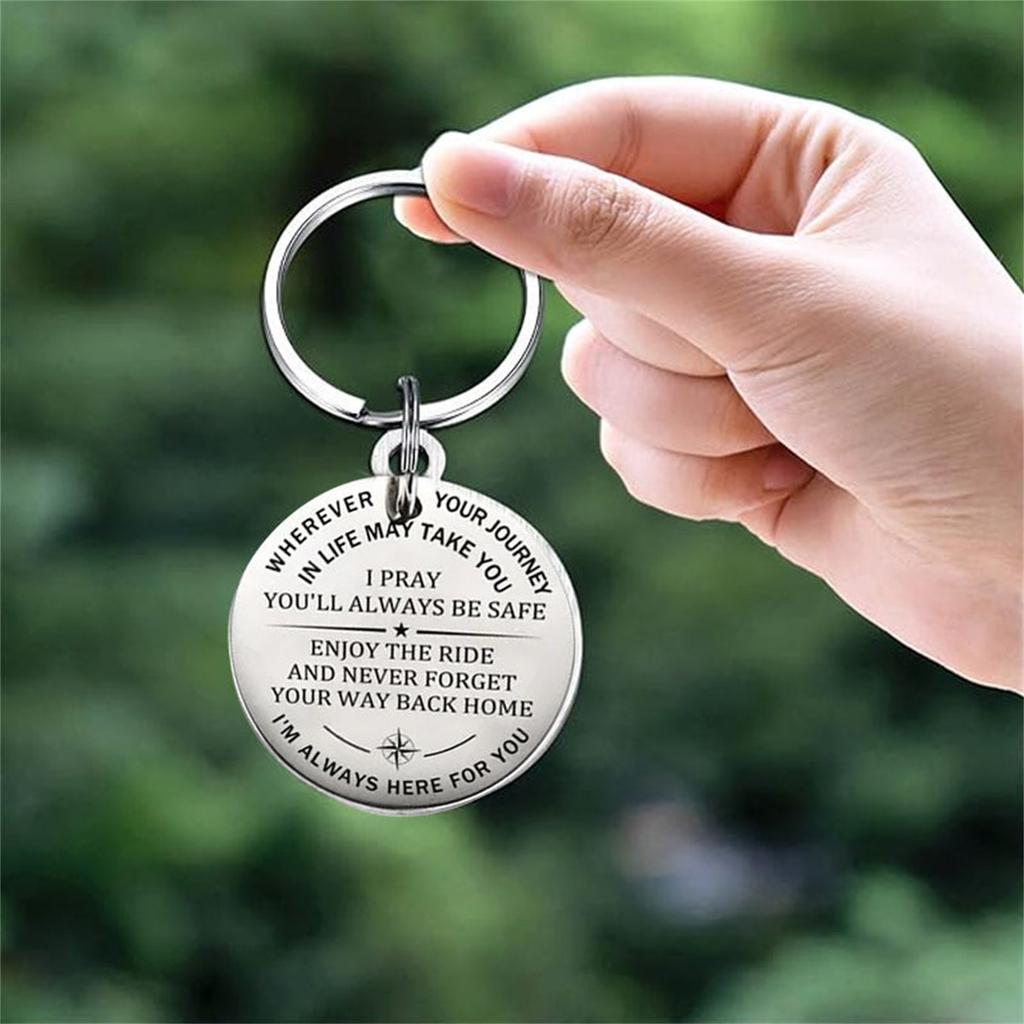 WHEREVER YOUR JOURNEY
IN LIFE MAY TAKE YOU
I PRAY
YOU'LL ALWAYS BE SAFE
ENJOY THE RIDE
AND NEVER FORGET
YOUR WAY BACK HOME
I'M ALWAYS HERE FOR YOU